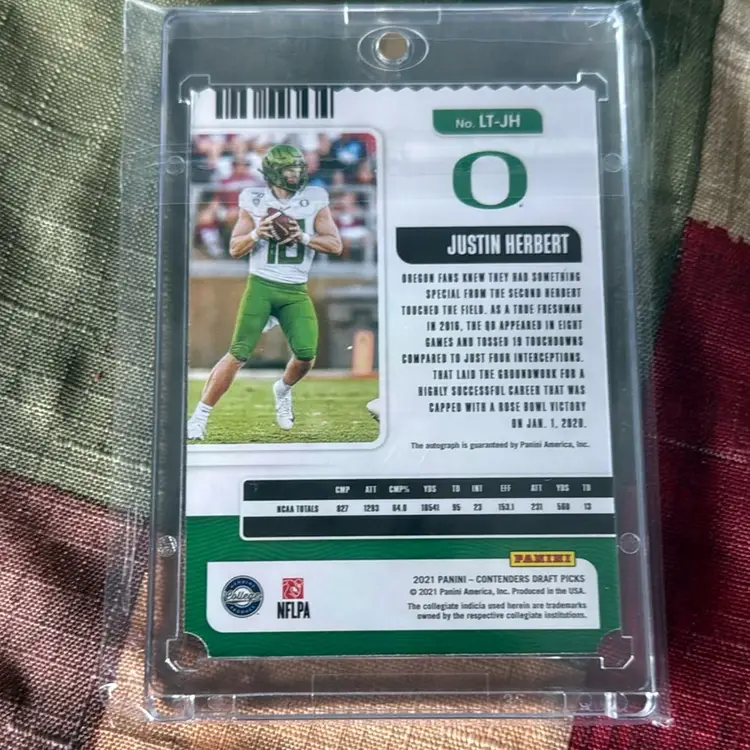 No. LT-JH
O
JUSTIN HERBERT
OREGON FANS KNEW THEY HAD SOMETHING
SPECIAL FROM THE SECOND HERBERT
TOUCHED THE FIELD. AS A TRUE FRESHMAN
IN 2016, THE QB APPEARED IN EIGHT
GAMES AND TOSSED 19 TOUCHDOWNS
COMPARED TO JUST FOUR INTERCEPTIONS.
THAT LAID THE GROUNDWORK FOR A
HIGHLY SUCCESSFUL CAREER THAT WAS
CAPPED WITH A ROSE BOWL VICTORY
ON JAN. 1, 2020.
The autograph is guaranteed by Panini America, Inc.
CMP ATT CMP% YDS TD INT EFF ATT YDS TD
NCAA TOTALS 827 1293 64.0 10541 95 23 153.1 231 560 13
PANINI
2021 PANINI – CONTENDERS DRAFT PICKS
© 2021 Panini America, Inc. Produced in the USA.
The collegiate indicia used herein are trademarks
owned by the respective collegiate institutions.
College
NFLPA
10